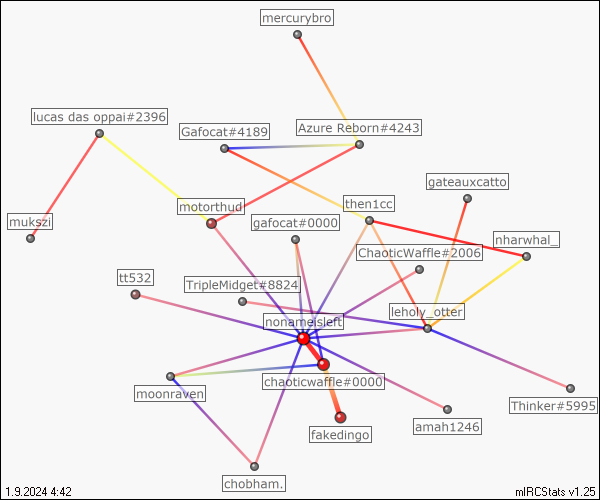 mercurybro
lucas das oppai#2396
Gafocat#4189
Azure Reborn#4243
gateauxcatto
motorthud
then1cc
mukszi
gafocat#0000
nharwhal_
ChaoticWaffle#2006
tt532
TripleMidget#8824
leholy_otter
nonameisleft
chaoticwaffle#0000
moonraven
Thinker#5995
amah1246
fakedingo
chobham.
1.9.2024 4:42
mIRCStats v1.25